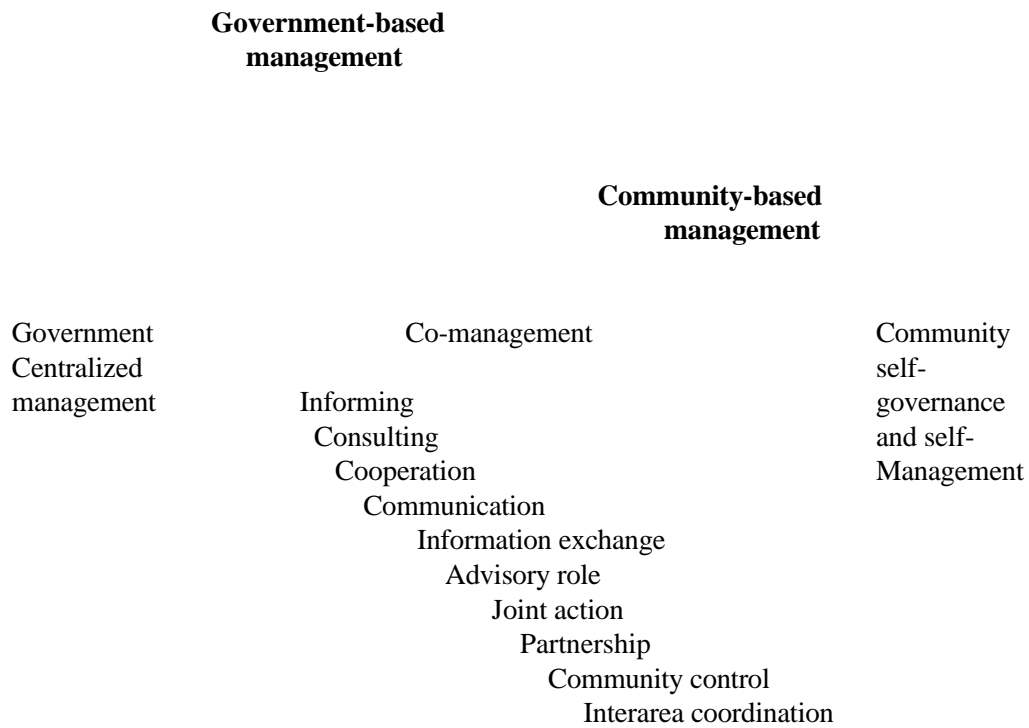 Government-based
management
Community-based
management
Government Co-management Community
Centralized self-
management Informing governance
Consulting and self-
Cooperation Management
Communication
Information exchange
Advisory role
Joint action
Partnership
Community control
Interarea coordination